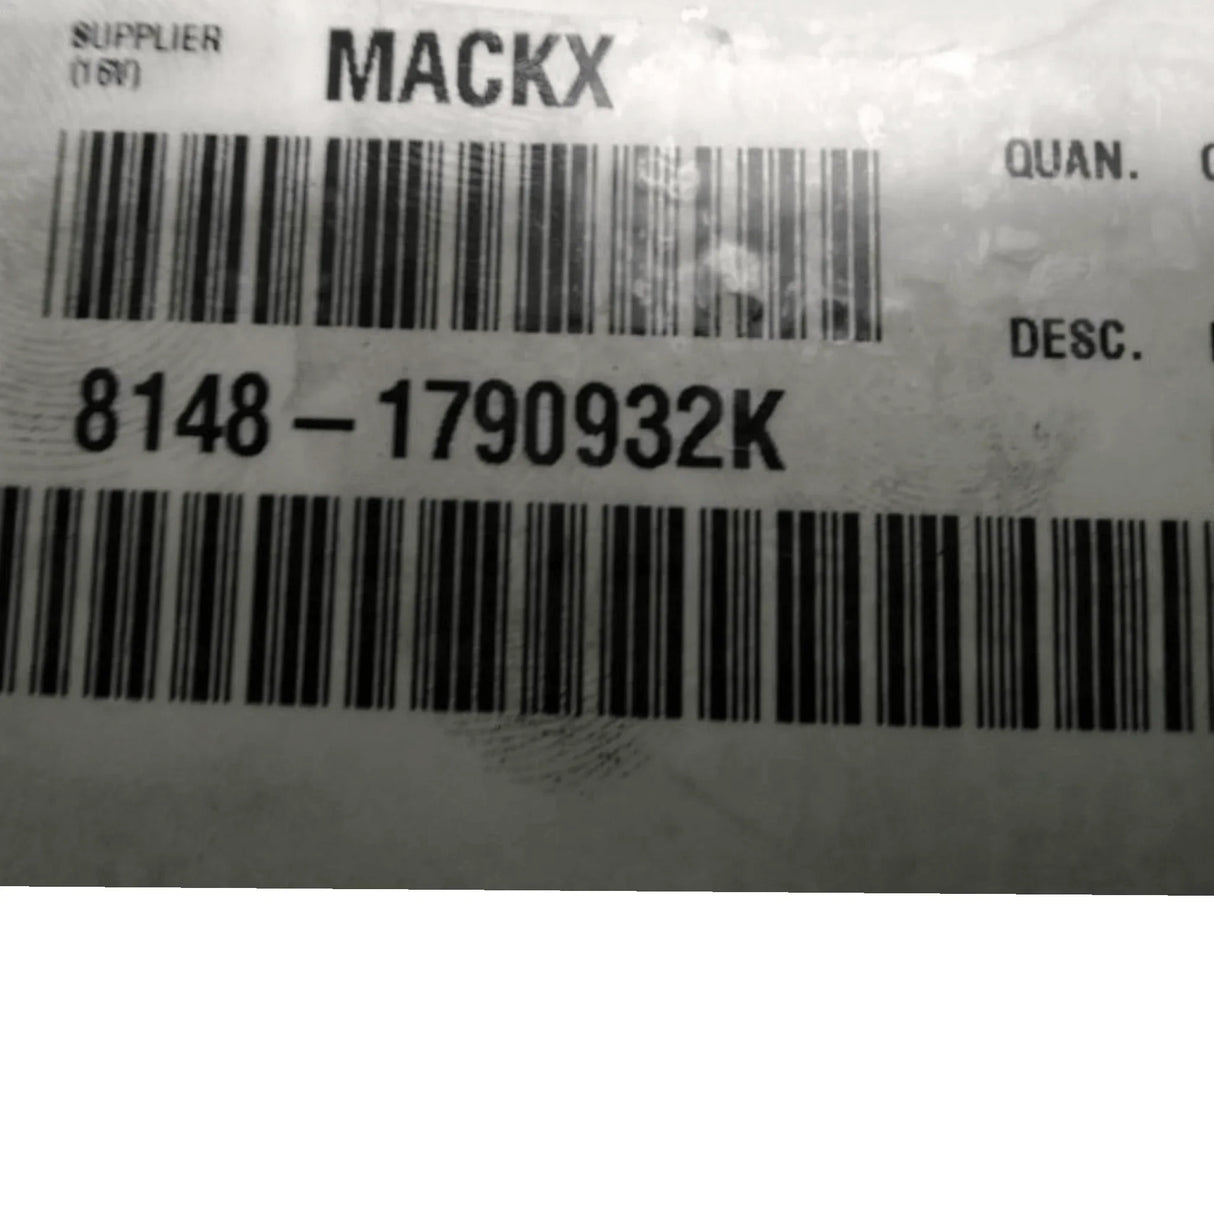 SUPPLIER
(16V)
MACKX
QUAN.
DESC.
8148-1790932K